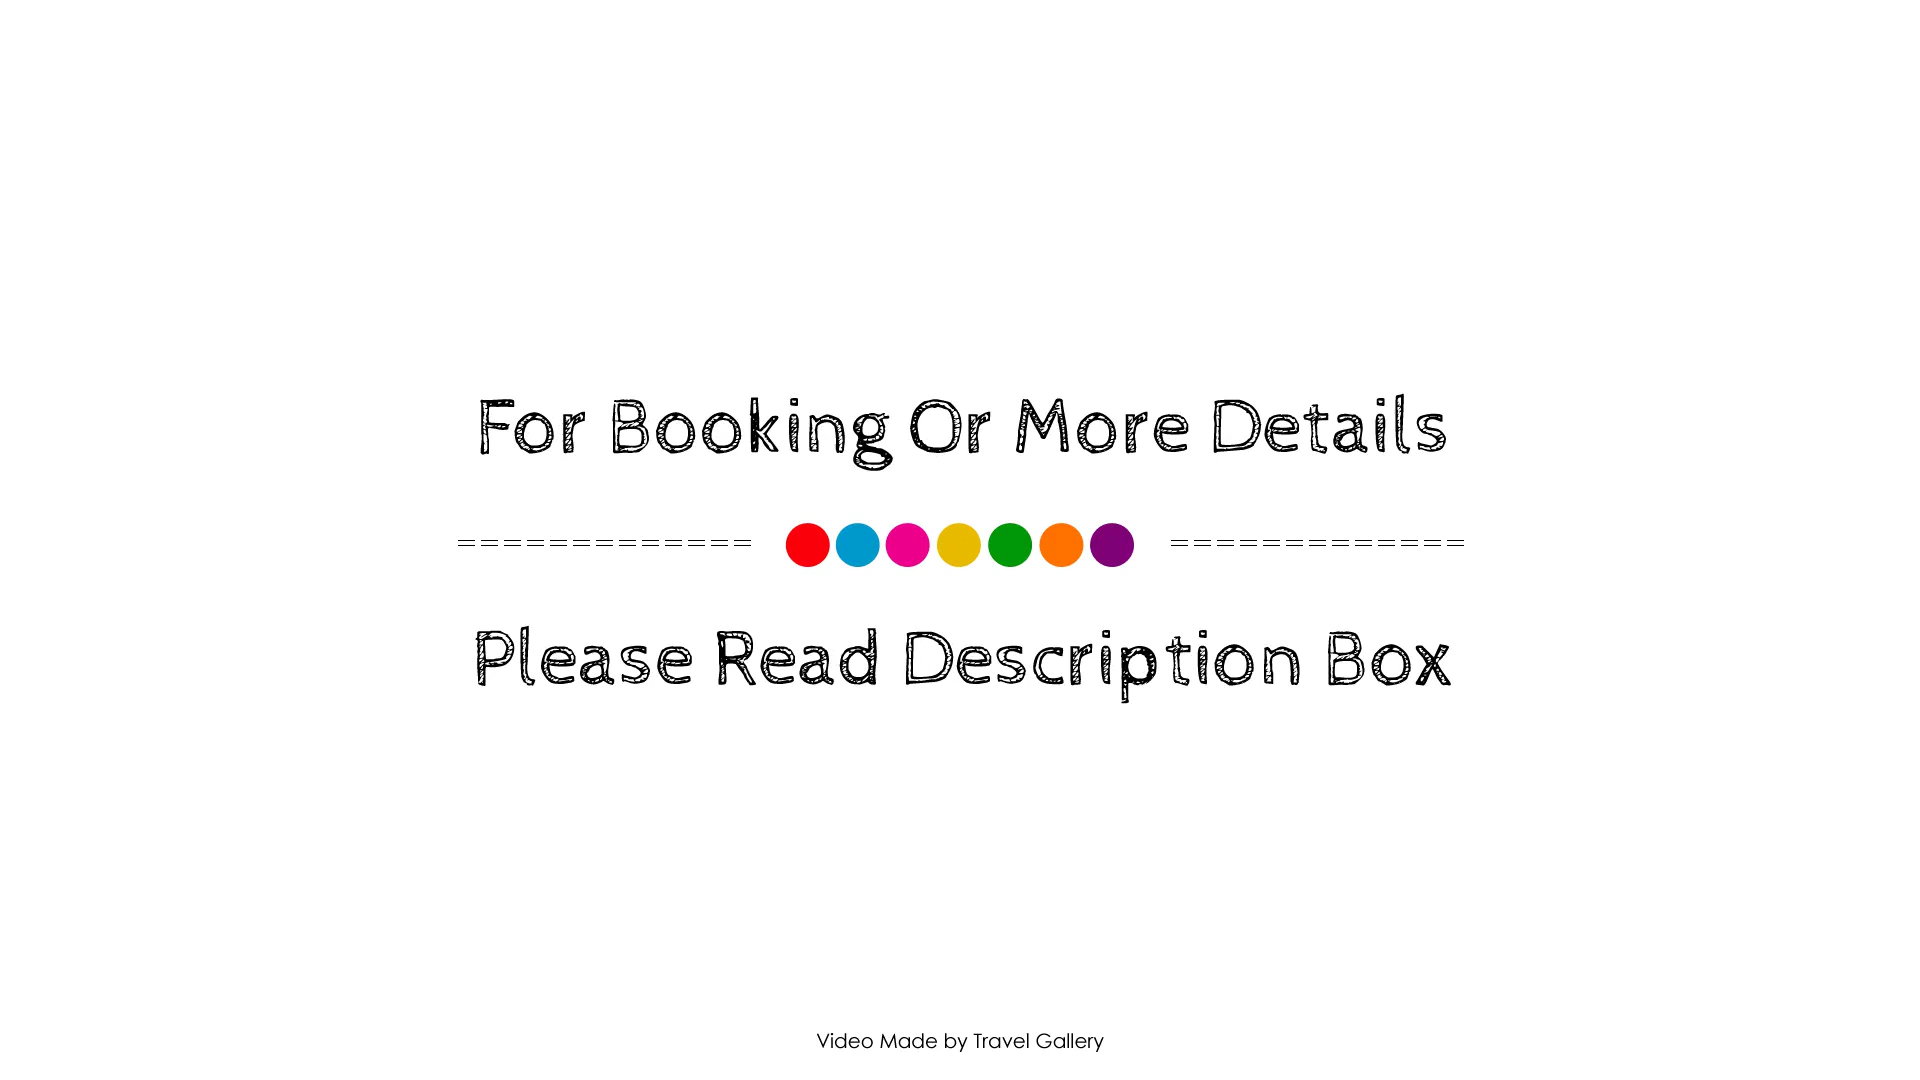 For Booking Or More Details
============= =============
Please Read Description Box
Video Made by Travel Gallery